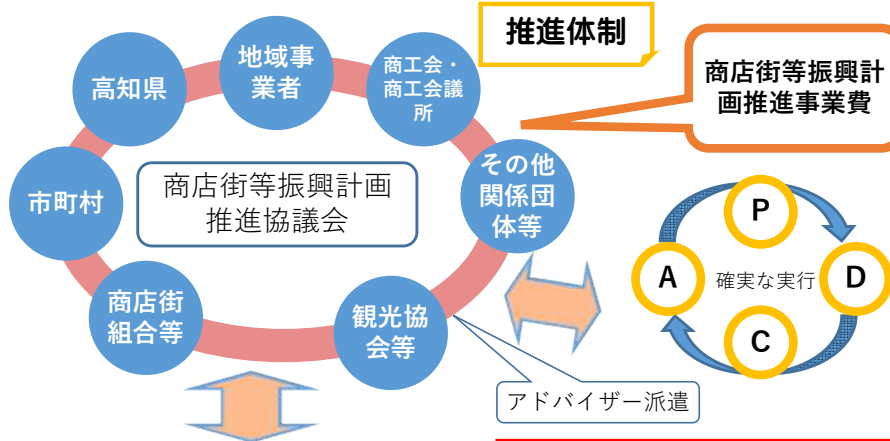 推進体制
商店街等振興計
画推進事業費
地域事
業者
商工会・
商工会議
所
高知県
その他
関係団
体等
市町村
商店街等振興計画
推進協議会
商店街
組合等
観光協
会等
アドバイザー派遣
P
A
確実な実行
D
C